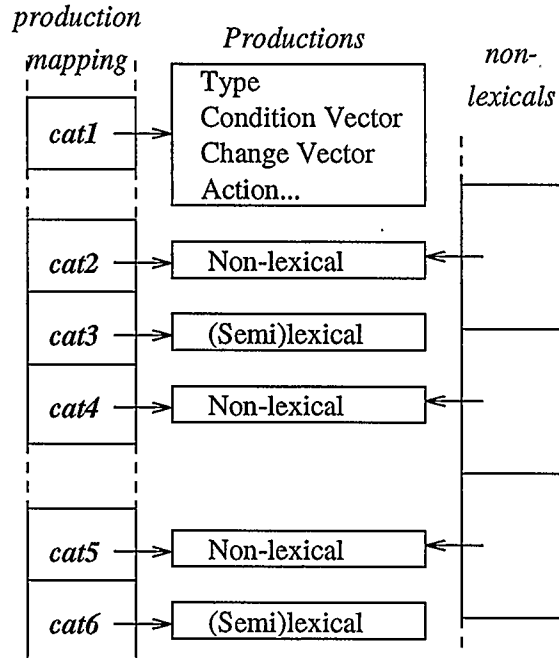 production
mapping
Productions
non-
lexicals
cat1
Type
Condition Vector
Change Vector
Action...
cat2
Non-lexical
cat3
(Semi)lexical
cat4
Non-lexical
cat5
Non-lexical
cat6
(Semi)lexical